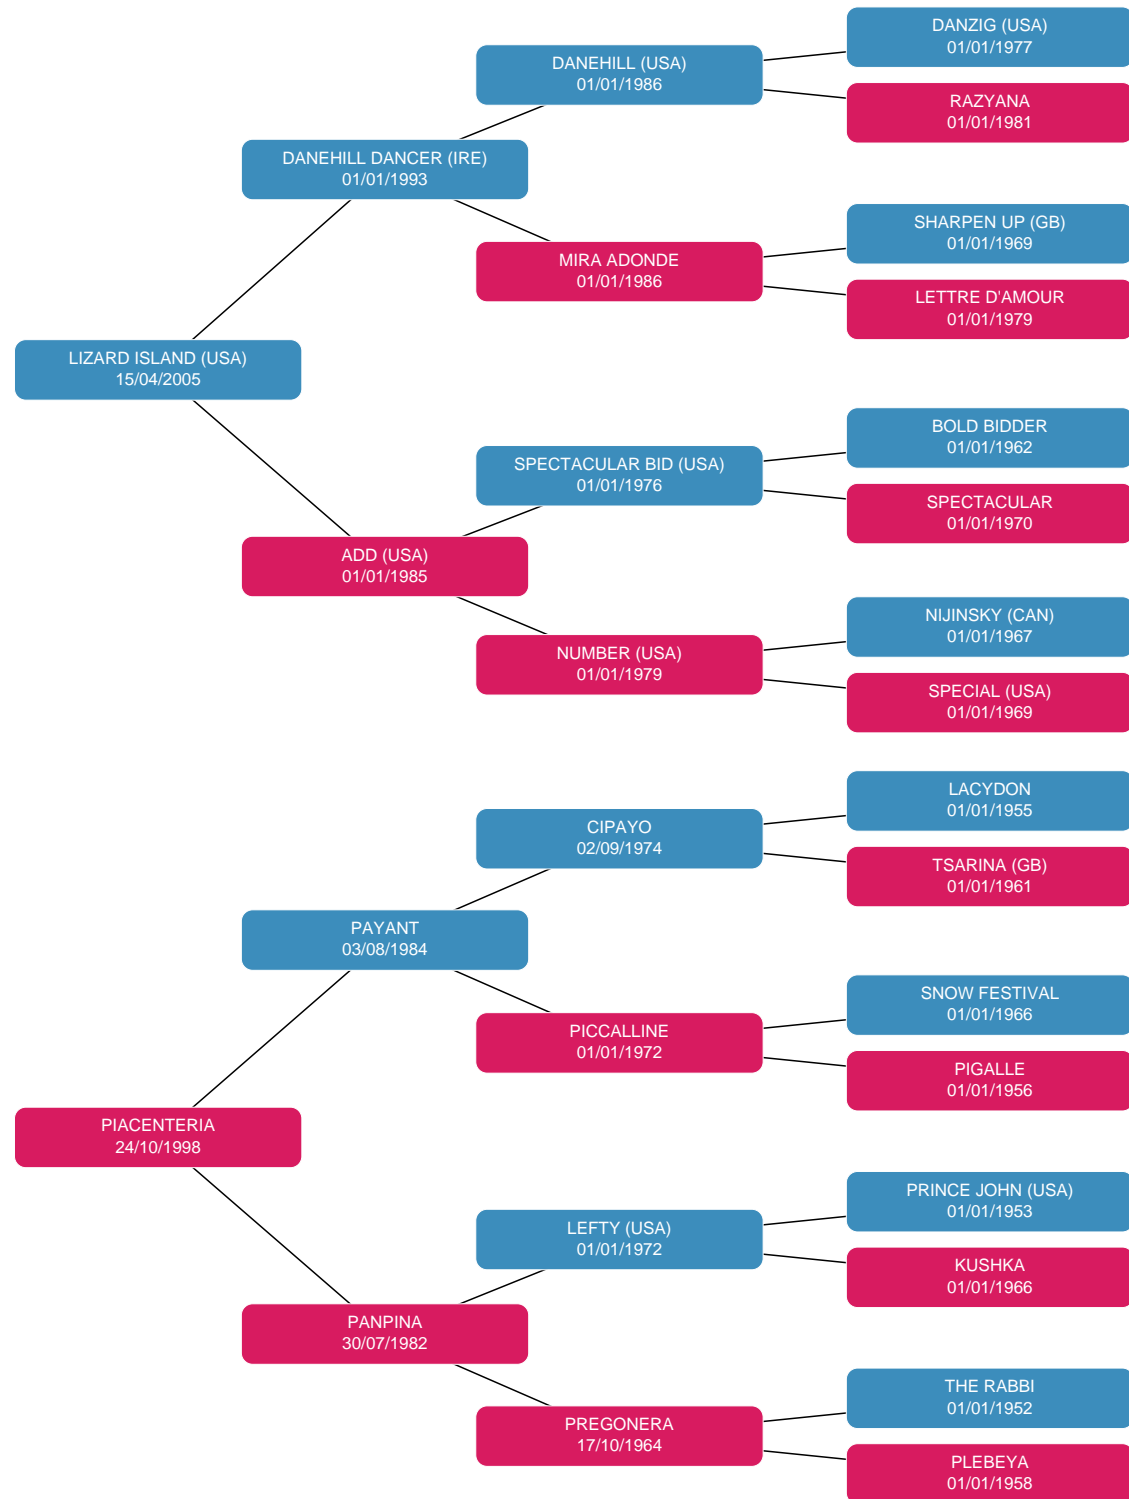 DANZIG (USA)
01/01/1977
DANEHILL (USA)
01/01/1986
RAZYANA
01/01/1981
DANEHILL DANCER (IRE)
01/01/1993
SHARPEN UP (GB)
01/01/1969
MIRA ADONDE
01/01/1986
LETTRE D'AMOUR
01/01/1979
LIZARD ISLAND (USA)
15/04/2005
BOLD BIDDER
01/01/1962
SPECTACULAR BID (USA)
01/01/1976
SPECTACULAR
01/01/1970
ADD (USA)
01/01/1985
NIJINSKY (CAN)
01/01/1967
NUMBER (USA)
01/01/1979
SPECIAL (USA)
01/01/1969
LACYDON
01/01/1955
CIPAYO
02/09/1974
TSARINA (GB)
01/01/1961
PAYANT
03/08/1984
SNOW FESTIVAL
01/01/1966
PICCALLINE
01/01/1972
PIGALLE
01/01/1956
PIACENTERIA
24/10/1998
PRINCE JOHN (USA)
01/01/1953
LEFTY (USA)
01/01/1972
KUSHKA
01/01/1966
PANPINA
30/07/1982
THE RABBI
01/01/1952
PREGONERA
17/10/1964
PLEBEYA
01/01/1958